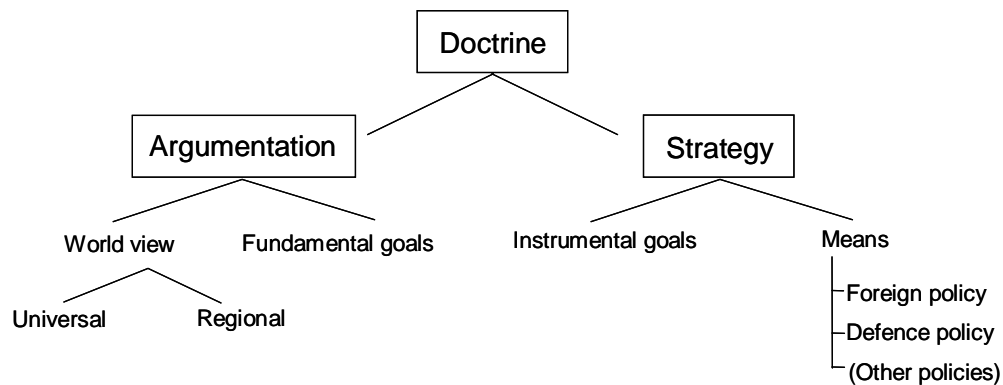 Doctrine
Argumentation
Strategy
World view
Fundamental goals
Instrumental goals
Means
Universal
Regional
Foreign policy
Defence policy
(Other policies)